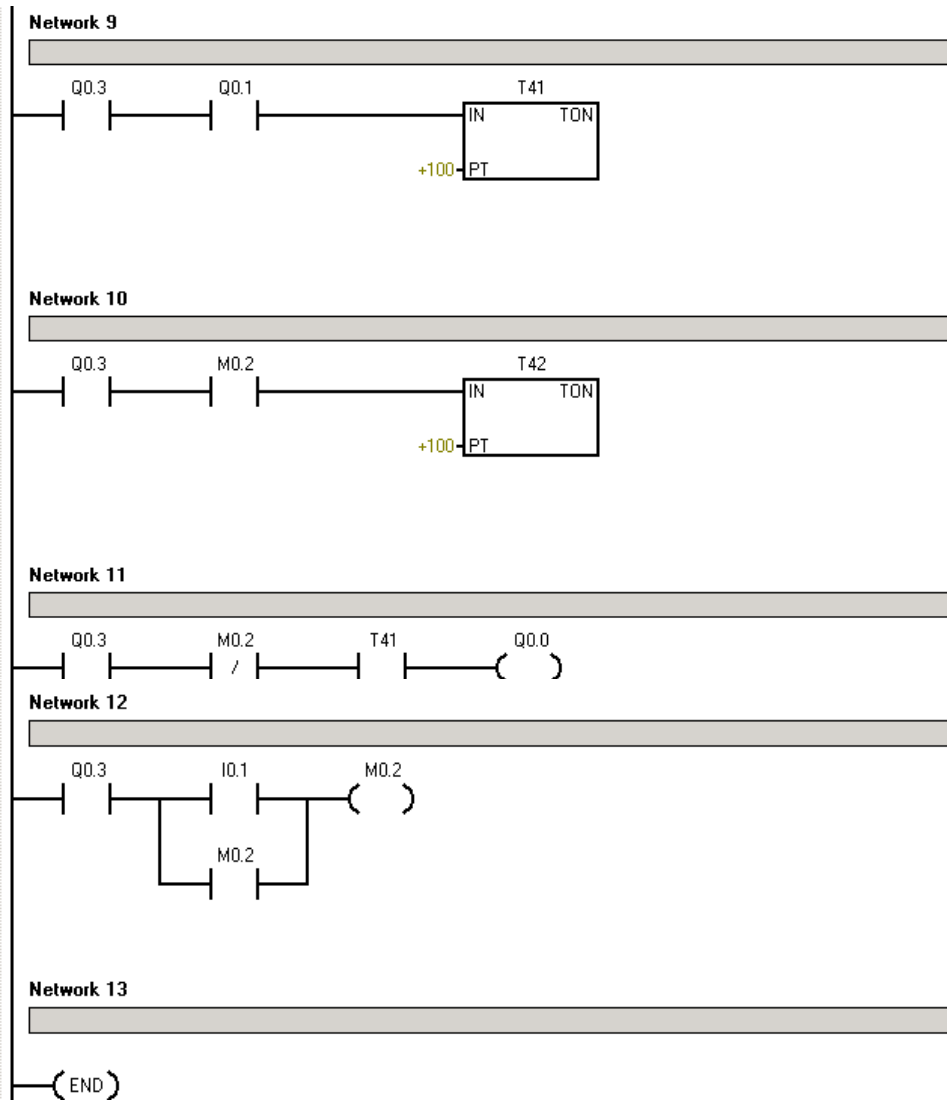 Network 9
Q0.3 Q0.1 T41
IN TON
+100 PT
Network 10
Q0.3 M0.2 T42
IN TON
+100 PT
Network 11
Q0.3 M0.2 T41 Q0.0
/
Network 12
Q0.3 I0.1 M0.2
M0.2
Network 13
END